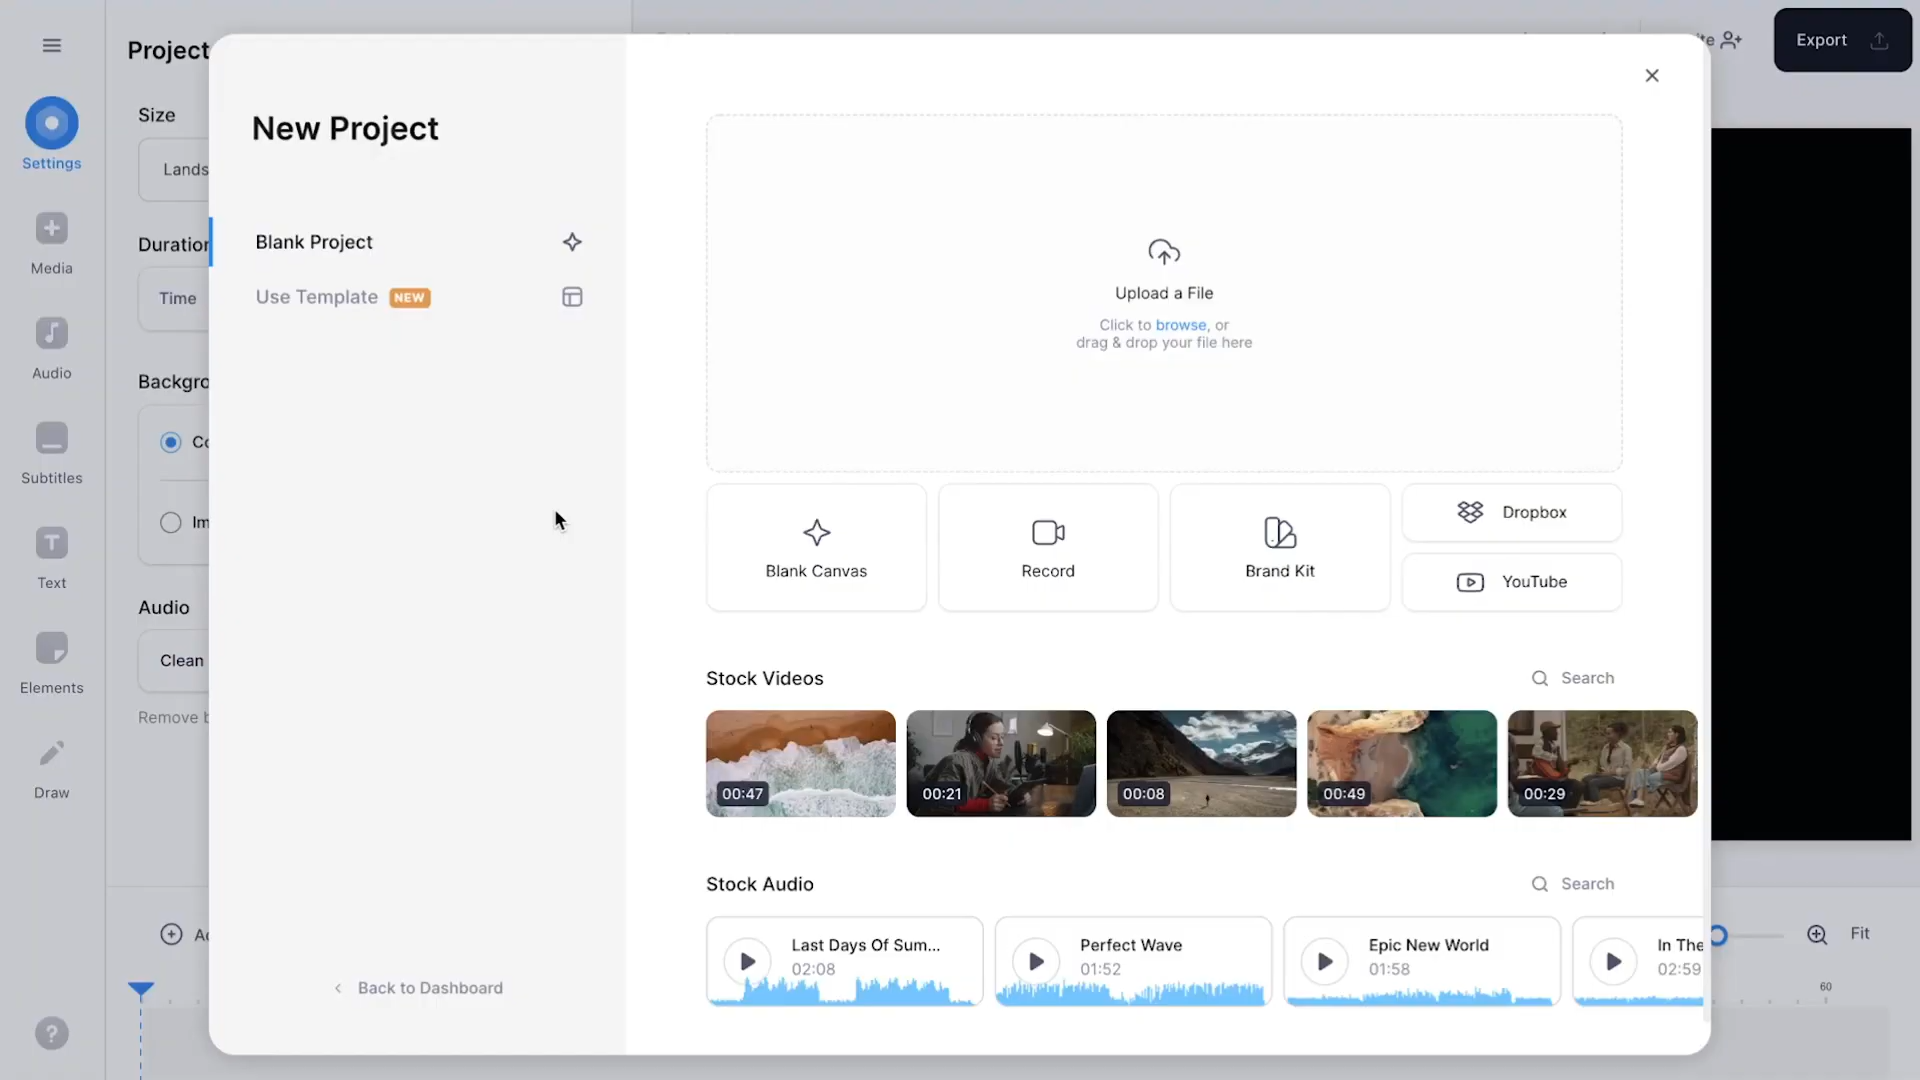 Project
Export
Size
Lands
Settings
Duration
Time
Media
Audio
Backgro
Co
Subtitles
Im
Text
Audio
Clean
Elements
Remove b
Draw
New Project
Blank Project
Use Template NEW
Back to Dashboard
Upload a File
Click to browse, or
drag & drop your file here
Blank Canvas
Record
Brand Kit
Dropbox
YouTube
Stock Videos
Search
00:47
00:21
00:08
00:49
00:29
Stock Audio
Search
Last Days Of Sum...
02:08
Perfect Wave
01:52
Epic New World
01:58
In The
02:59
Fit
60
?